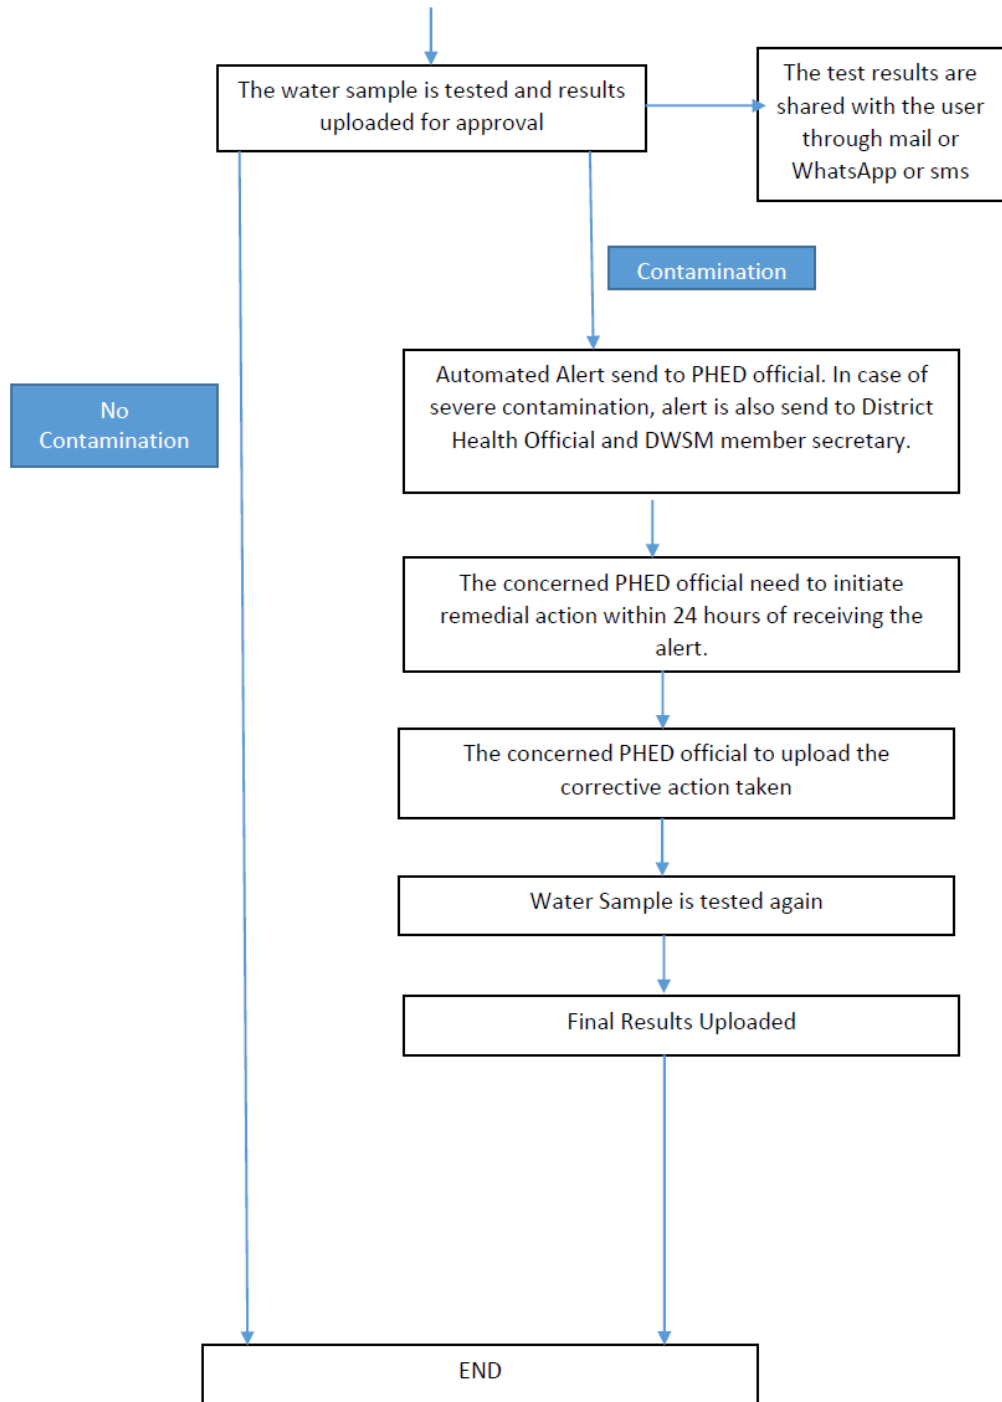 The water sample is tested and results
uploaded for approval
The test results are
shared with the user
through mail or
WhatsApp or sms
Contamination
No
Contamination
Automated Alert send to PHED official. In case of
severe contamination, alert is also send to District
Health Official and DWSM member secretary.
The concerned PHED official need to initiate
remedial action within 24 hours of receiving the
alert.
The concerned PHED official to upload the
corrective action taken
Water Sample is tested again
Final Results Uploaded
END